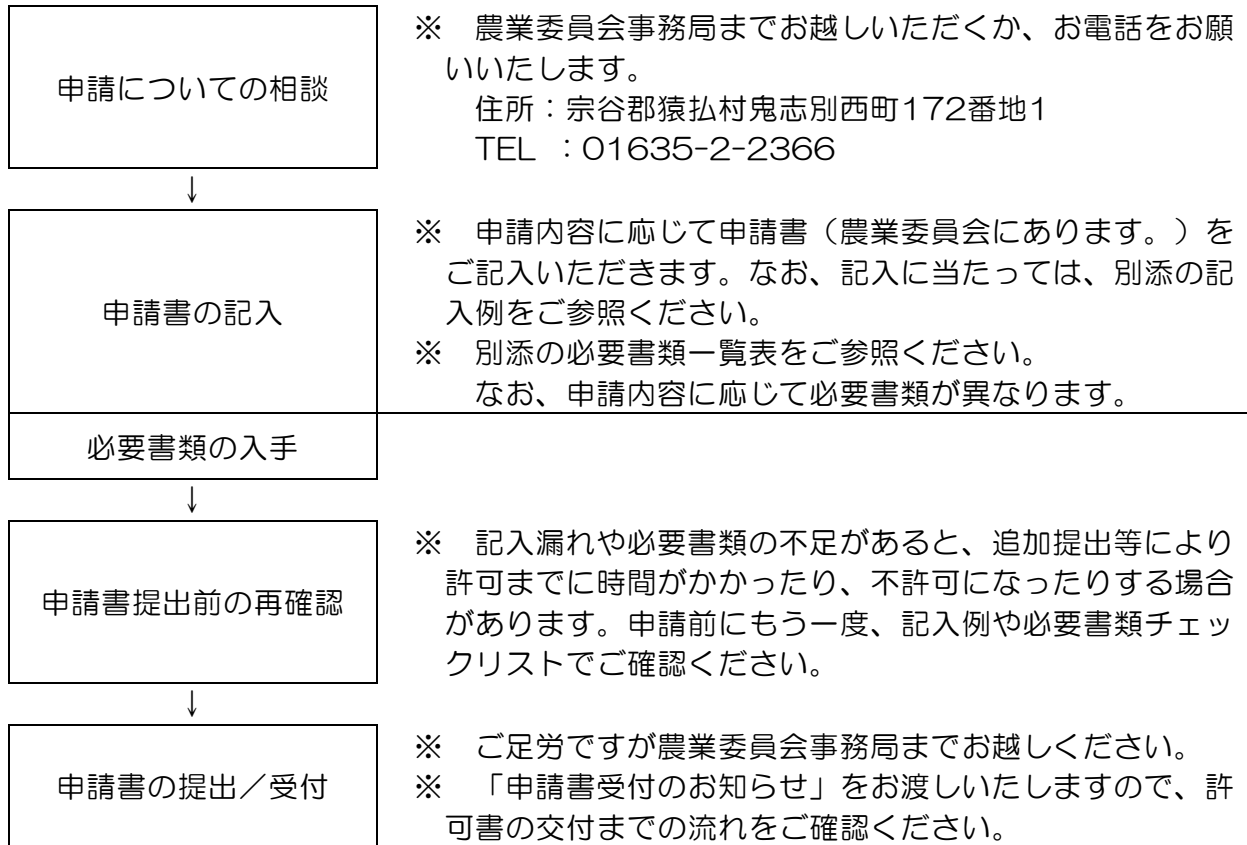 申請についての相談
※　農業委員会事務局までお越しいただくか、お電話をお願
いいたします。
住所：宗谷郡猿払村鬼志別西町172番地1
TEL　：01635-2-2366
↓
申請書の記入
※　申請内容に応じて申請書（農業委員会にあります。）を
ご記入いただきます。なお、記入に当たっては、別添の記
入例をご参照ください。
※　別添の必要書類一覧表をご参照ください。
なお、申請内容に応じて必要書類が異なります。
必要書類の入手
↓
申請書提出前の再確認
※　記入漏れや必要書類の不足があると、追加提出等により
許可までに時間がかかったり、不許可になったりする場合
があります。申請前にもう一度、記入例や必要書類チェッ
クリストでご確認ください。
↓
申請書の提出／受付
※　ご足労ですが農業委員会事務局までお越しください。
※　「申請書受付のお知らせ」をお渡しいたしますので、許
可書の交付までの流れをご確認ください。